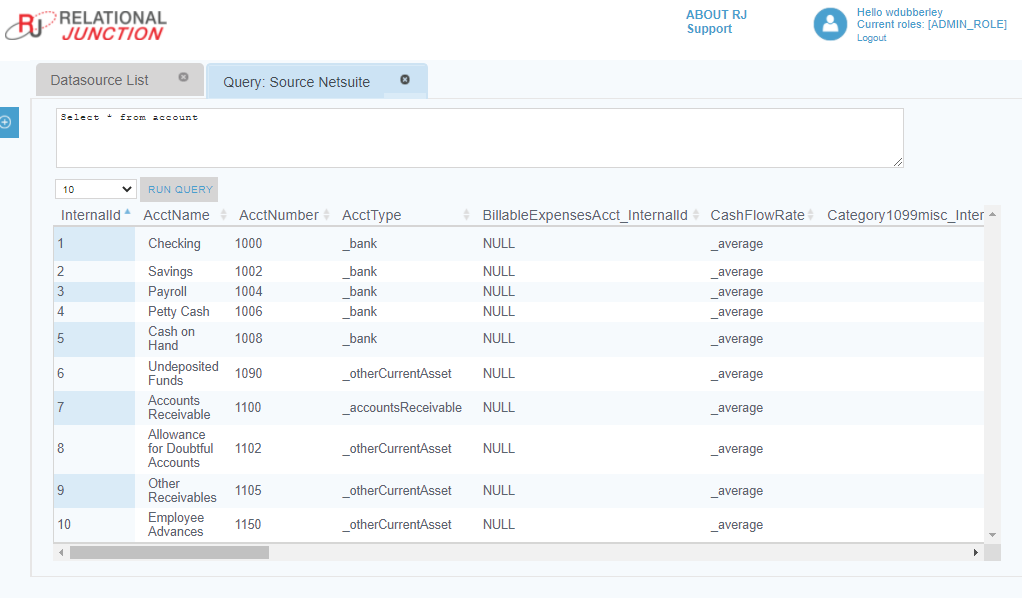 RJ RELATIONAL JUNCTION
ABOUT RJ
Support
Hello wdubberley
Current roles: [ADMIN_ROLE]
Logout
Datasource List
Query: Source Netsuite
Select * from account
10 RUN QUERY
InternalId AcctName AcctNumber AcctType BillableExpensesAcct_InternalId CashFlowRate Category1099misc_Inter
1 Checking 1000 _bank NULL _average
2 Savings 1002 _bank NULL _average
3 Payroll 1004 _bank NULL _average
4 Petty Cash 1006 _bank NULL _average
5 Cash on Hand 1008 _bank NULL _average
6 Undeposited Funds 1090 _otherCurrentAsset NULL _average
7 Accounts Receivable 1100 _accountsReceivable NULL _average
8 Allowance for Doubtful Accounts 1102 _otherCurrentAsset NULL _average
9 Other Receivables 1105 _otherCurrentAsset NULL _average
10 Employee Advances 1150 _otherCurrentAsset NULL _average